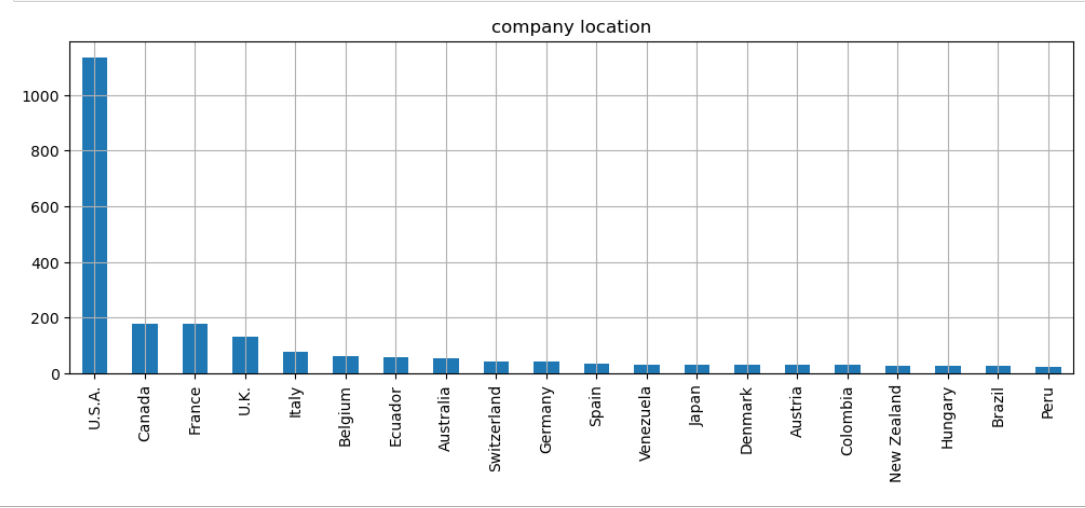 company location
1000
800
600
400
200
0
U.S.A.
Canada
France
U.K.
Italy
Belgium
Ecuador
Australia
Switzerland
Germany
Spain
Venezuela
Japan
Denmark
Austria
Colombia
New Zealand
Hungary
Brazil
Peru